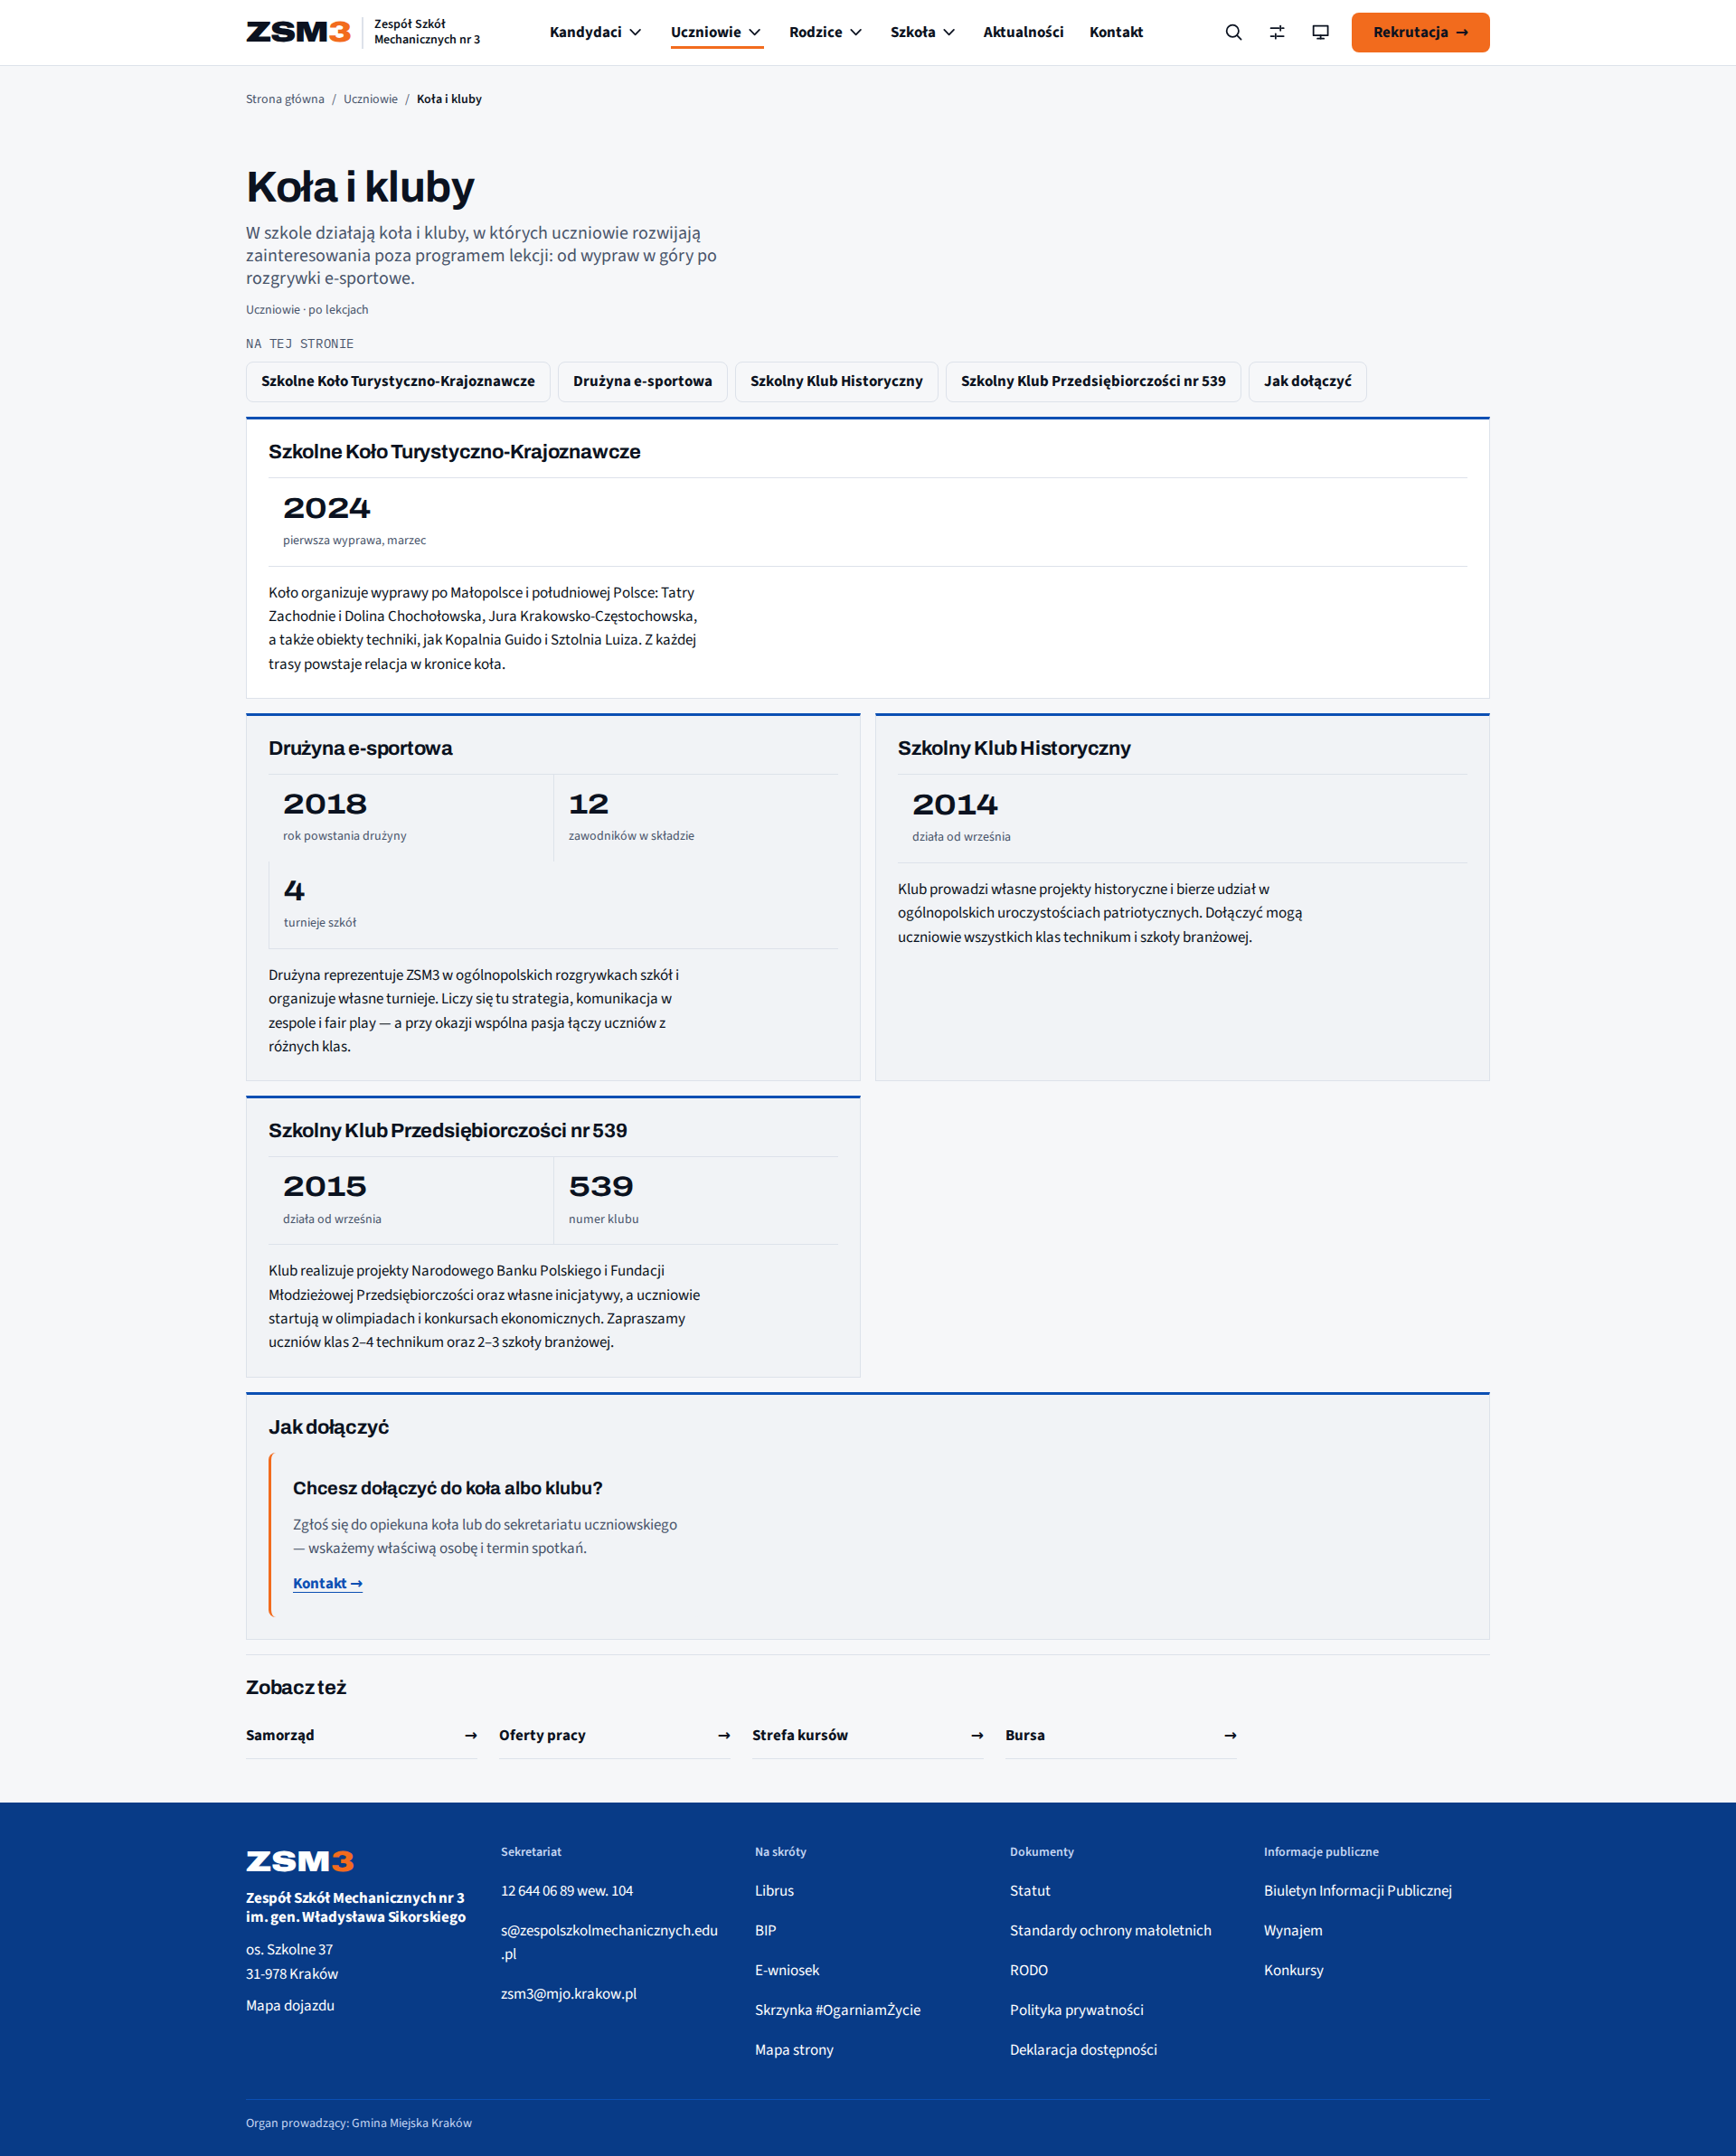 ZSM3
Zespół Szkół
Mechanicznych nr 3
Kandydaci
Uczniowie
Rodzice
Szkoła
Aktualności
Kontakt
Rekrutacja →
Strona główna / Uczniowie / Koła i kluby
Koła i kluby
W szkole działają koła i kluby, w których uczniowie rozwijają
zainteresowania poza programem lekcji: od wypraw w góry po
rozgrywki e-sportowe.
Uczniowie · po lekcjach
NA TEJ STRONIE
Szkolne Koło Turystyczno-Krajoznawcze
Drużyna e-sportowa
Szkolny Klub Historyczny
Szkolny Klub Przedsiębiorczości nr 539
Jak dołączyć
Szkolne Koło Turystyczno-Krajoznawcze
2024
pierwsza wyprawa, marzec
Koło organizuje wyprawy po Małopolsce i południowej Polsce: Tatry
Zachodnie i Dolina Chochołowska, Jura Krakowsko-Częstochowska,
a także obiekty techniki, jak Kopalnia Guido i Sztolnia Luiza. Z każdej
trasy powstaje relacja w kronice koła.
Drużyna e-sportowa
2018
rok powstania drużyny
12
zawodników w składzie
4
turnieje szkół
Drużyna reprezentuje ZSM3 w ogólnopolskich rozgrywkach szkół i
organizuje własne turnieje. Liczy się tu strategia, komunikacja w
zespole i fair play — a przy okazji wspólna pasja łączy uczniów z
różnych klas.
Szkolny Klub Historyczny
2014
działa od września
Klub prowadzi własne projekty historyczne i bierze udział w
ogólnopolskich uroczystościach patriotycznych. Dołączyć mogą
uczniowie wszystkich klas technikum i szkoły branżowej.
Szkolny Klub Przedsiębiorczości nr 539
2015
działa od września
539
numer klubu
Klub realizuje projekty Narodowego Banku Polskiego i Fundacji
Młodzieżowej Przedsiębiorczości oraz własne inicjatywy, a uczniowie
startują w olimpiadach i konkursach ekonomicznych. Zapraszamy
uczniów klas 2–4 technikum oraz 2–3 szkoły branżowej.
Jak dołączyć
Chcesz dołączyć do koła albo klubu?
Zgłoś się do opiekuna koła lub do sekretariatu uczniowskiego
— wskażemy właściwą osobę i termin spotkań.
Kontakt →
Zobacz też
Samorząd →
Oferty pracy →
Strefa kursów →
Bursa →
ZSM3
Zespół Szkół Mechanicznych nr 3
im. gen. Władysława Sikorskiego
os. Szkolne 37
31-978 Kraków
Mapa dojazdu
Sekretariat
12 644 06 89 wew. 104
s@zespolszkolmechanicznych.edu
.pl
zsm3@mjo.krakow.pl
Na skróty
Librus
BIP
E-wniosek
Skrzynka #OgarniamŻycie
Mapa strony
Dokumenty
Statut
Standardy ochrony małoletnich
RODO
Polityka prywatności
Deklaracja dostępności
Informacje publiczne
Biuletyn Informacji Publicznej
Wynajem
Konkursy
Organ prowadzący: Gmina Miejska Kraków